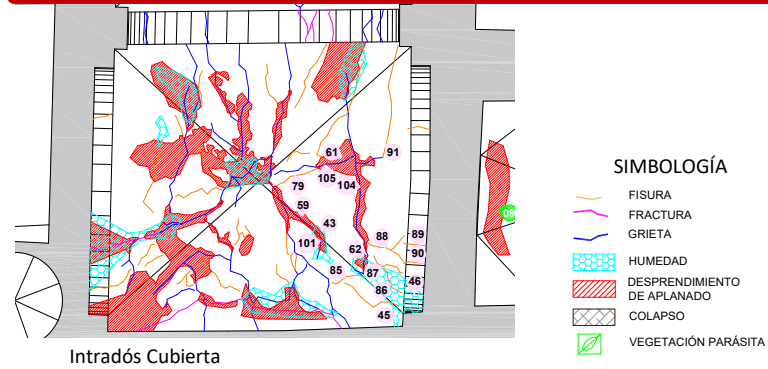 61
91
105
79
104
59
43
101
62
88
89
90
85
87
46
86
45
09
Intradós Cubierta
SIMBOLOGÍA
FISURA
FRACTURA
GRIETA
HUMEDAD
DESPRENDIMIENTO
DE APLANADO
COLAPSO
VEGETACIÓN PARÁSITA